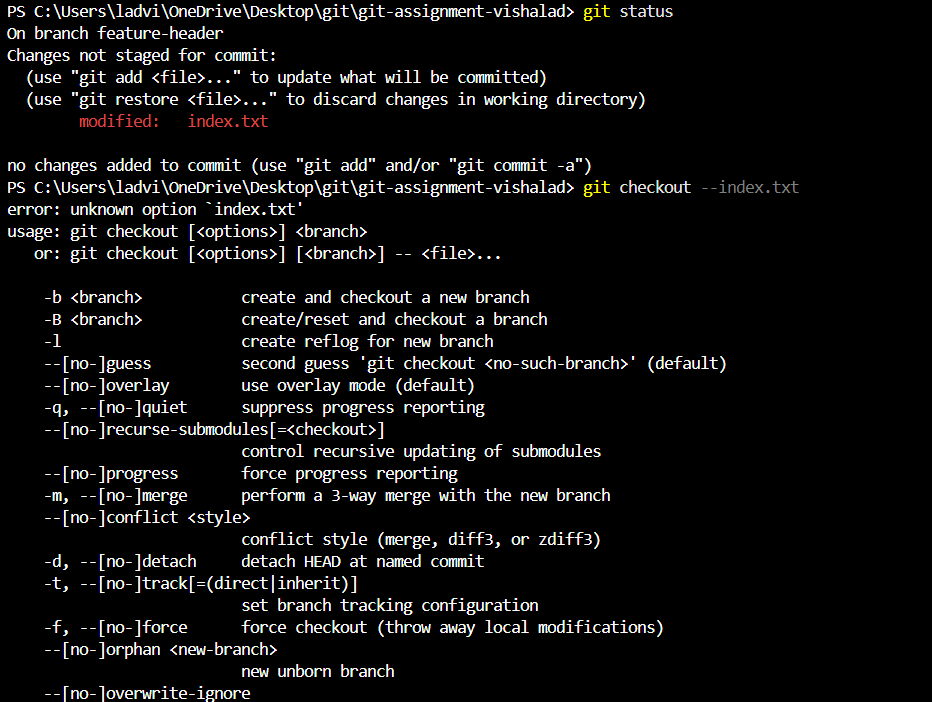 PS C:\Users\ladvi\OneDrive\Desktop\git\git-assignment-vishalad> git status
On branch feature-header
Changes not staged for commit:
  (use "git add <file>..." to update what will be committed)
  (use "git restore <file>..." to discard changes in working directory)
        modified:   index.txt

no changes added to commit (use "git add" and/or "git commit -a")
PS C:\Users\ladvi\OneDrive\Desktop\git\git-assignment-vishalad> git checkout --index.txt
error: unknown option `index.txt'
usage: git checkout [<options>] <branch>
   or: git checkout [<options>] [<branch>] -- <file>...

    -b <branch>           create and checkout a new branch
    -B <branch>           create/reset and checkout a branch
    -l                    create reflog for new branch
    --[no-]guess          second guess 'git checkout <no-such-branch>' (default)
    --[no-]overlay        use overlay mode (default)
    -q, --[no-]quiet      suppress progress reporting
    --[no-]recurse-submodules[=<checkout>]
                          control recursive updating of submodules
    --[no-]progress       force progress reporting
    -m, --[no-]merge      perform a 3-way merge with the new branch
    --[no-]conflict <style>
                          conflict style (merge, diff3, or zdiff3)
    -d, --[no-]detach     detach HEAD at named commit
    -t, --[no-]track[=(direct|inherit)]
                          set branch tracking configuration
    -f, --[no-]force      force checkout (throw away local modifications)
    --[no-]orphan <new-branch>
                          new unborn branch
    --[no-]overwrite-ignore